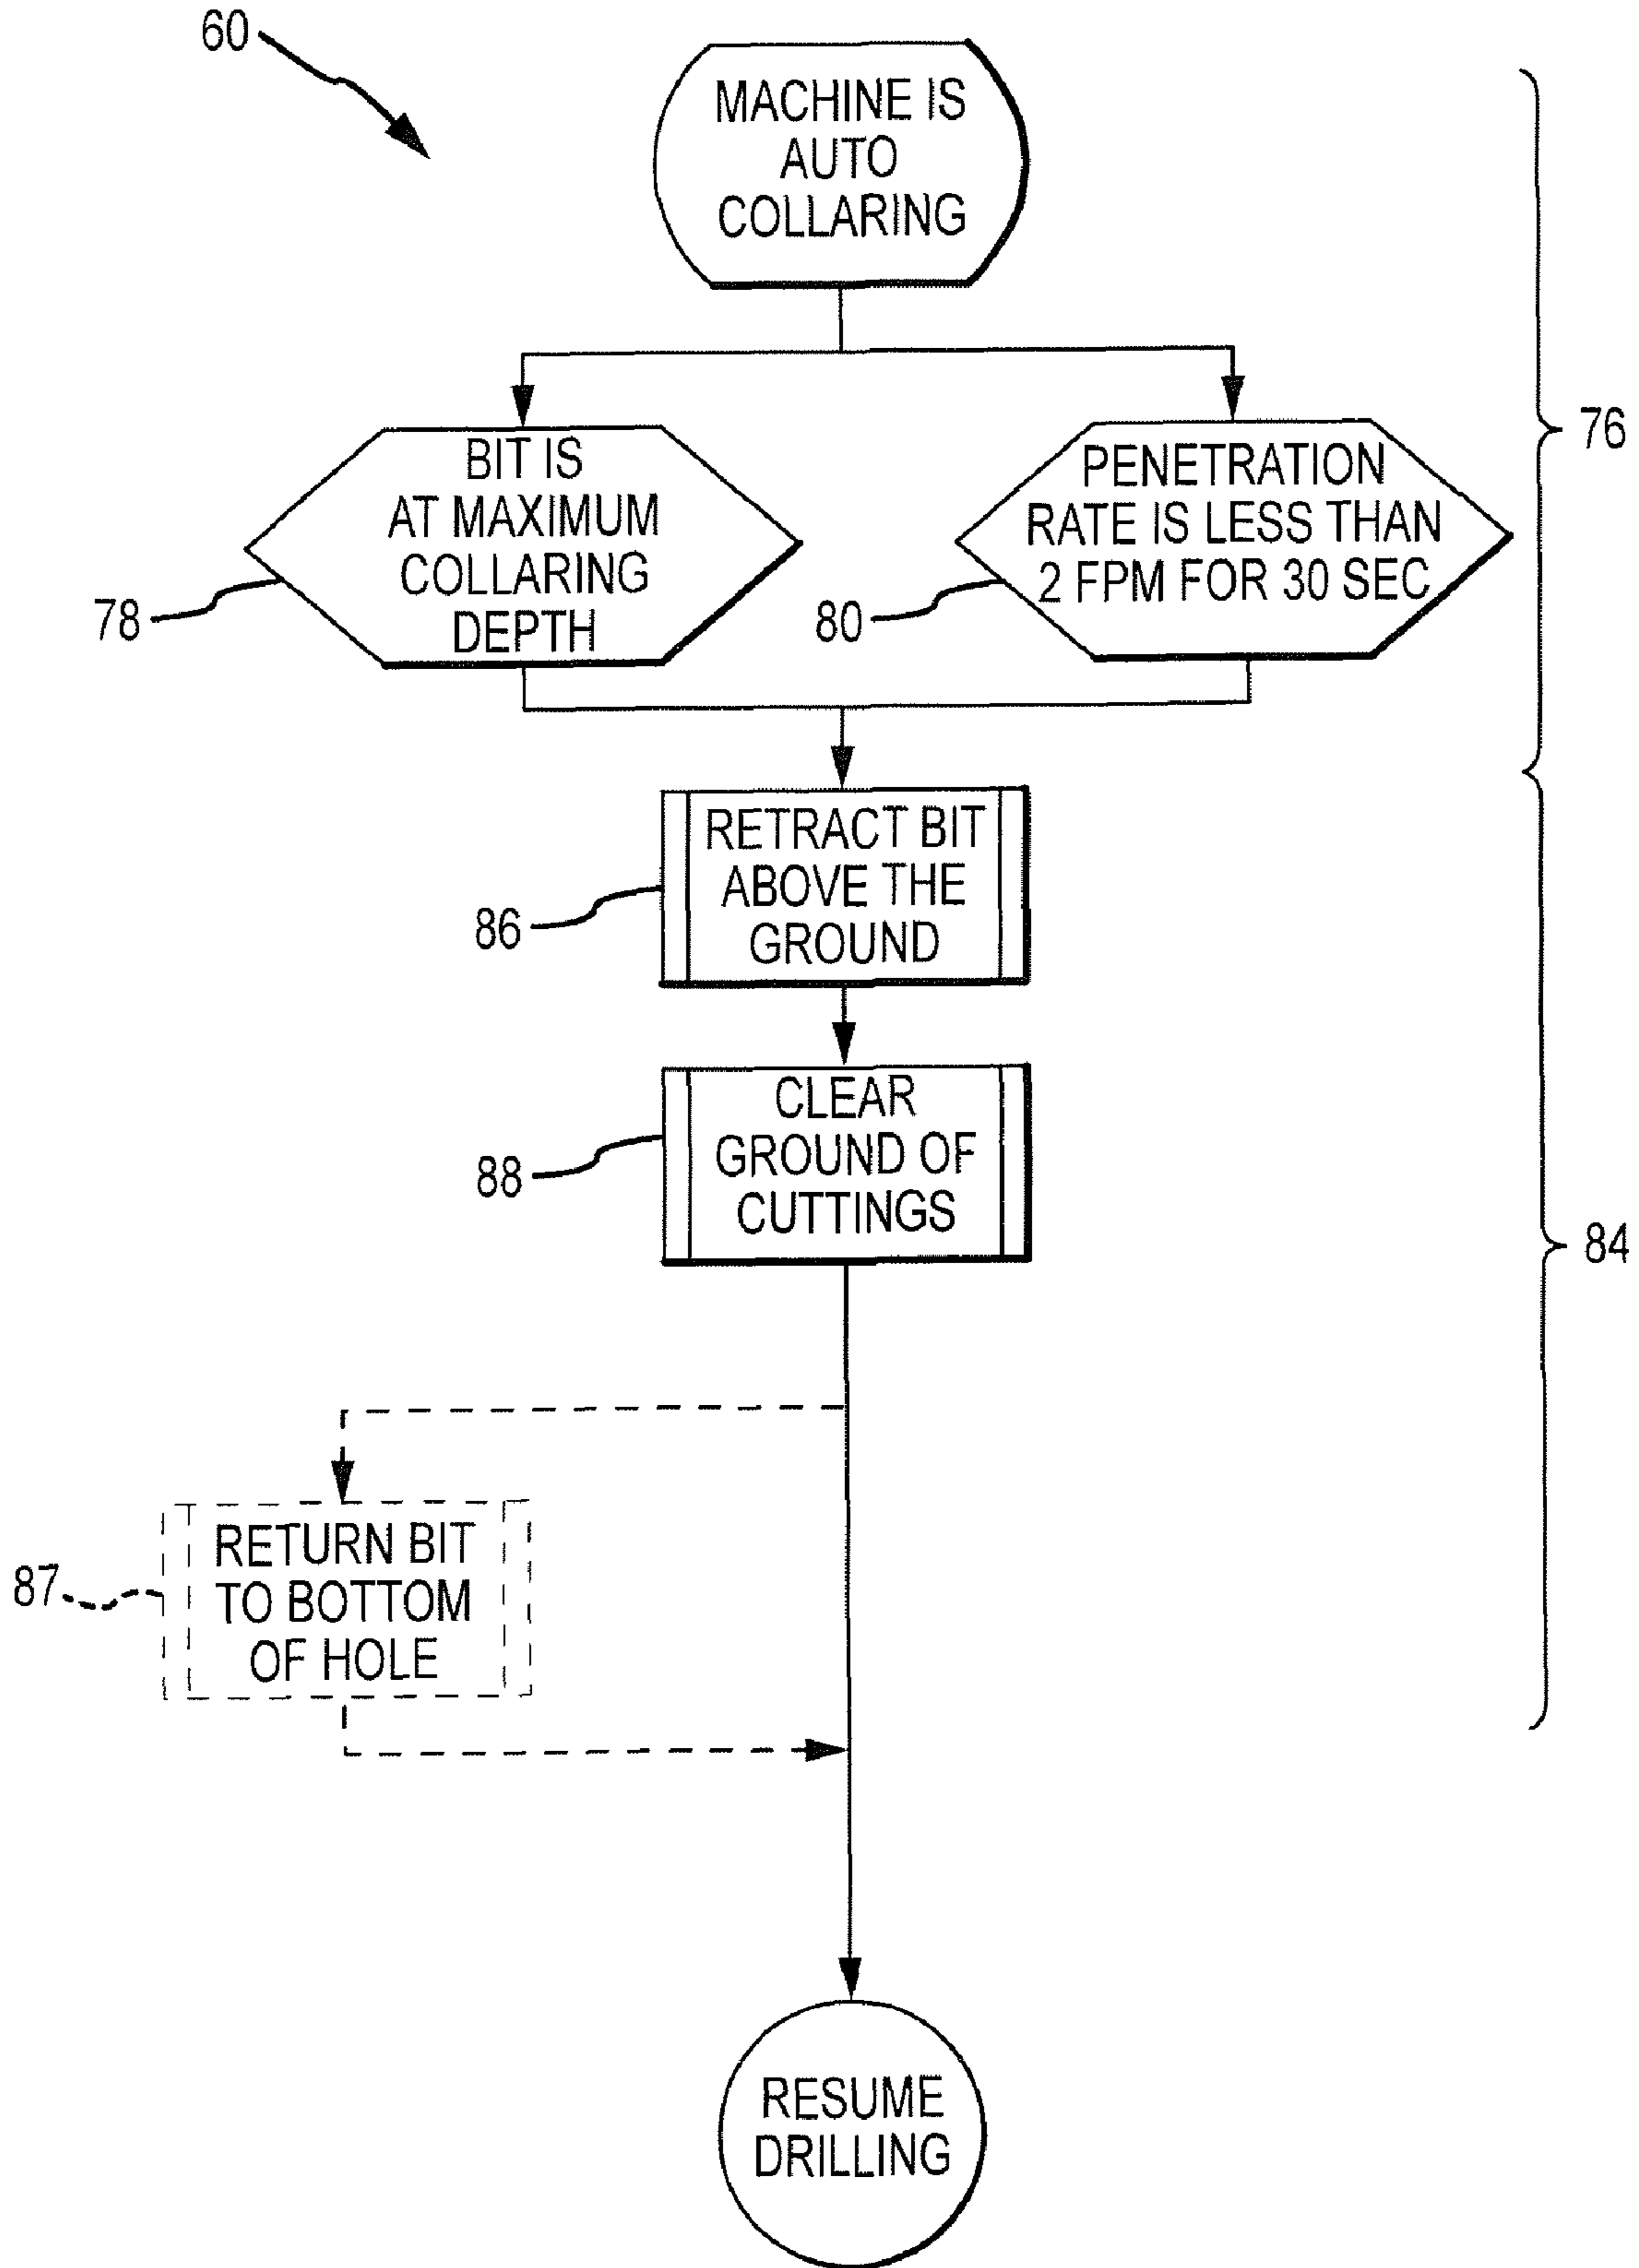 60
MACHINE IS
AUTO
COLLARING
76
BIT IS
AT MAXIMUM
COLLARING
DEPTH
78
PENETRATION
RATE IS LESS THAN
2 FPM FOR 30 SEC
80
RETRACT BIT
ABOVE THE
GROUND
86
CLEAR
GROUND OF
CUTTINGS
88
84
RETURN BIT
TO BOTTOM
OF HOLE
87
RESUME
DRILLING